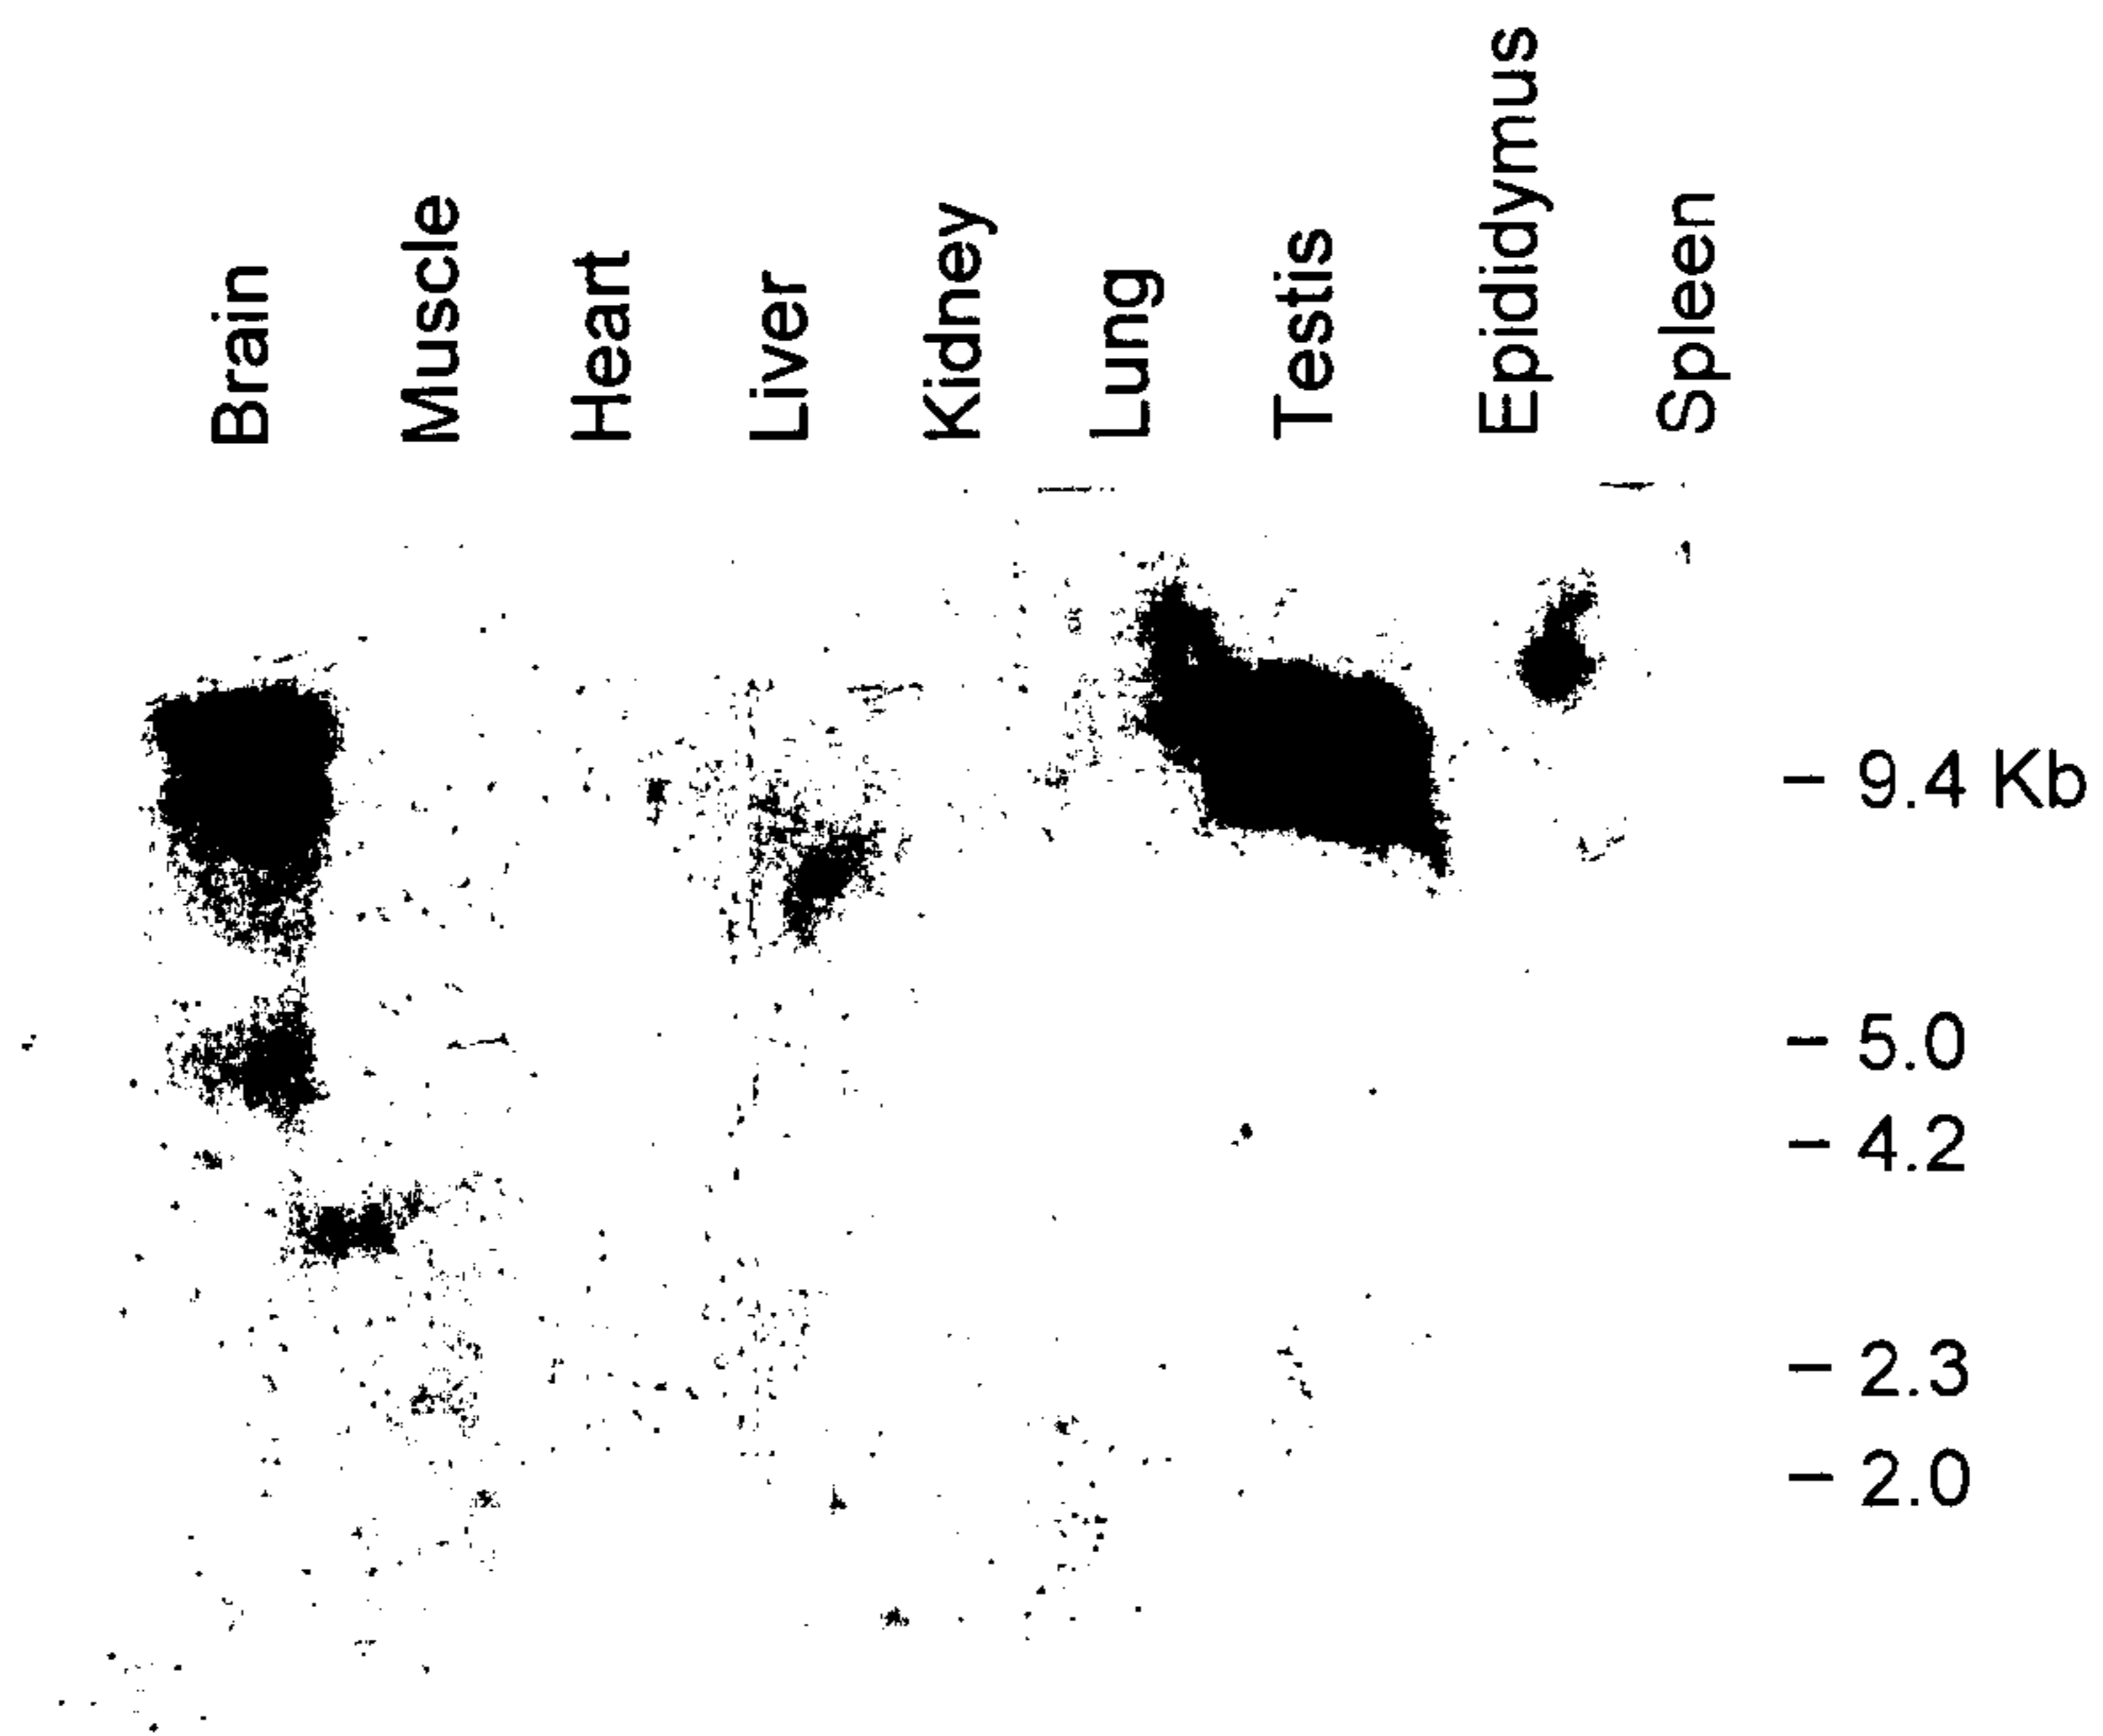 Brain
Muscle
Heart
Liver
Kidney
Lung
Testis
Epididymus
Spleen
– 9.4 Kb
– 5.0
– 4.2
– 2.3
– 2.0